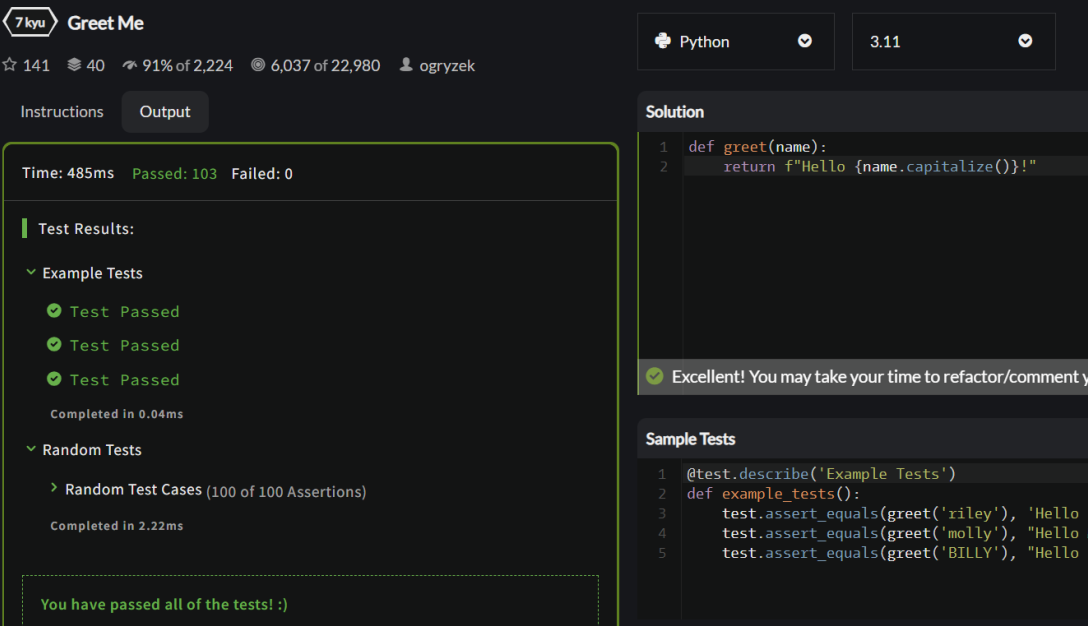 7 kyu Greet Me
141 40 91% of 2,224 6,037 of 22,980 ogryzek
Instructions Output
Time: 485ms Passed: 103 Failed: 0
Test Results:
Example Tests
Test Passed
Test Passed
Test Passed
Completed in 0.04ms
Random Tests
Random Test Cases (100 of 100 Assertions)
Completed in 2.22ms
You have passed all of the tests! :)
Python 3.11
Solution
1 def greet(name):
2     return f"Hello {name.capitalize()}!"
Excellent! You may take your time to refactor/comment y
Sample Tests
1 @test.describe('Example Tests')
2 def example_tests():
3     test.assert_equals(greet('riley'), 'Hello
4     test.assert_equals(greet('molly'), "Hello
5     test.assert_equals(greet('BILLY'), "Hello